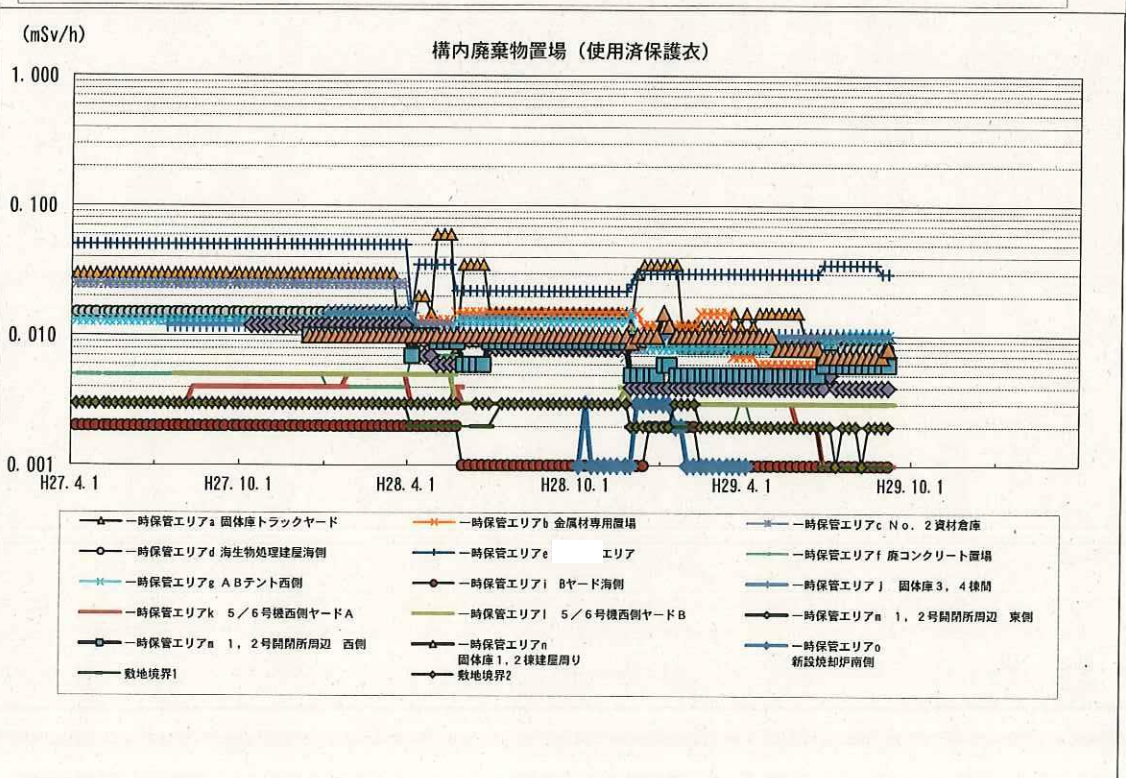 (mSv/h)
構内廃棄物置場（使用済保護衣）
1.000
0.100
0.010
0.001
H27.4.1 H27.10.1 H28.4.1 H28.10.1 H29.4.1 H29.10.1
一時保管エリアa 固体庫トラックヤード 一時保管エリアb 金属材専用置場 一時保管エリアc No．2資材倉庫
一時保管エリアd 海生物処理建屋海側 一時保管エリアe エリア 一時保管エリアf 廃コンクリート置場
一時保管エリアg ABテント西側 一時保管エリアi Bヤード海側 一時保管エリアj 固体庫3，4棟間
一時保管エリアk 5／6号機西側ヤードA 一時保管エリアl 5／6号機西側ヤードB 一時保管エリアm 1，2号開閉所周辺 東側
一時保管エリアm 1，2号開閉所周辺 西側 一時保管エリアn 一時保管エリアo
固体庫1,2棟建屋周り 新設焼却炉南側
敷地境界1 敷地境界2